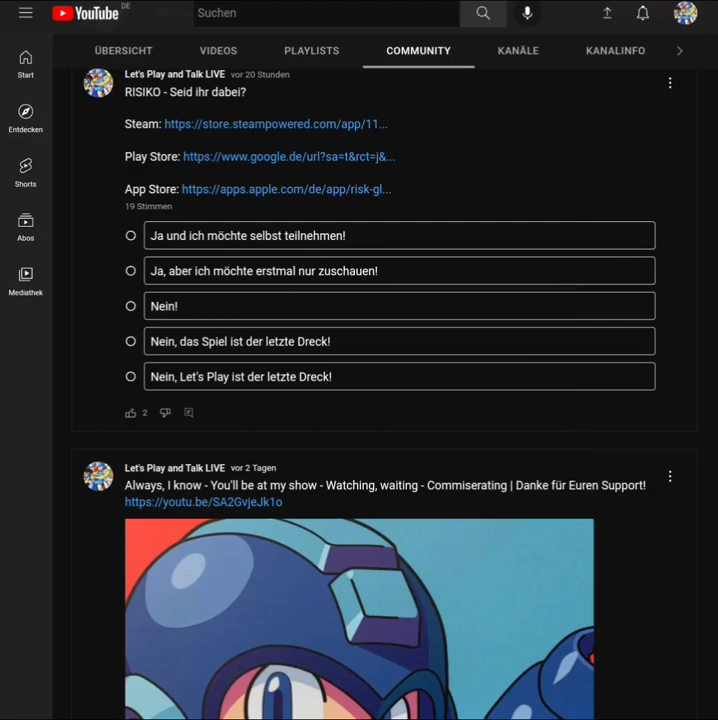 YouTube DE
Suchen
ÜBERSICHT VIDEOS PLAYLISTS COMMUNITY KANÄLE KANALINFO
Start
Entdecken
Shorts
Abos
Mediathek
Let's Play and Talk LIVE vor 20 Stunden
RISIKO - Seid ihr dabei?
Steam: https://store.steampowered.com/app/11...
Play Store: https://www.google.de/url?sa=t&rct=j&...
App Store: https://apps.apple.com/de/app/risk-gl...
19 Stimmen
Ja und ich möchte selbst teilnehmen!
Ja, aber ich möchte erstmal nur zuschauen!
Nein!
Nein, das Spiel ist der letzte Dreck!
Nein, Let's Play ist der letzte Dreck!
2
Let's Play and Talk LIVE vor 2 Tagen
Always, I know - You'll be at my show - Watching, waiting - Commiserating | Danke für Euren Support!
https://youtu.be/SA2GvjeJk1o